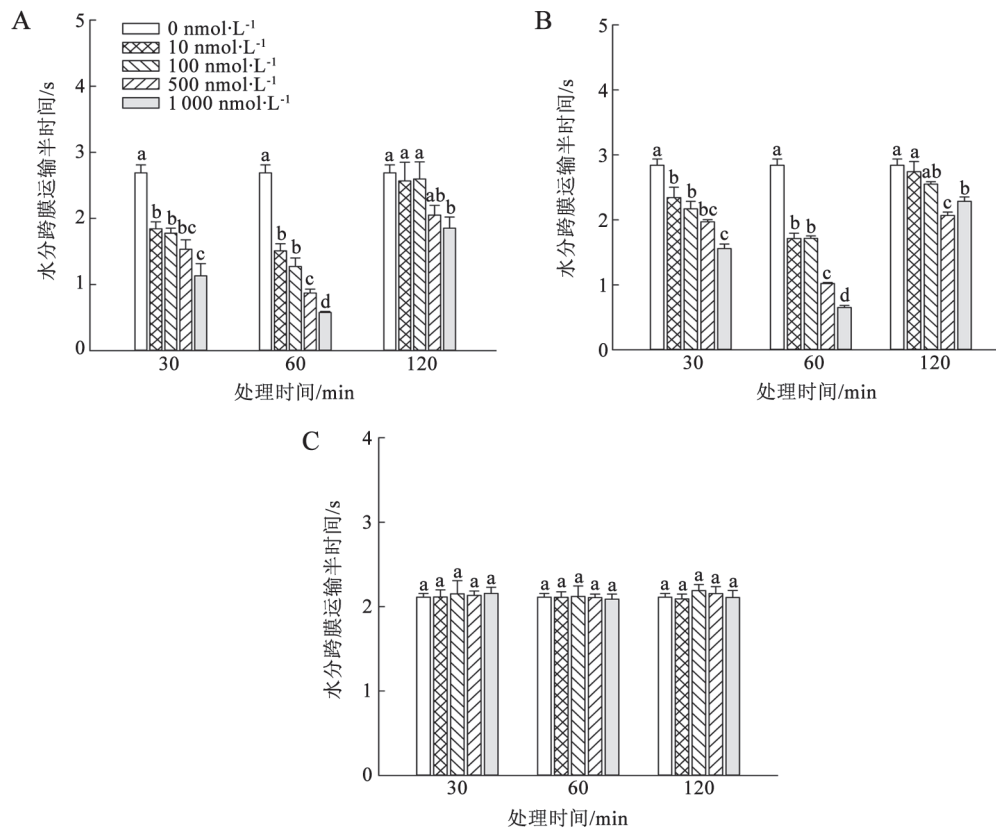 A
水分跨膜运输半时间/s
5
4
3
2
1
0
0 nmol·L⁻¹
10 nmol·L⁻¹
100 nmol·L⁻¹
500 nmol·L⁻¹
1 000 nmol·L⁻¹
a b b bc c
a b b c d
a a a ab b
30 60 120
处理时间/min
B
水分跨膜运输半时间/s
5
4
3
2
1
0
a b b bc c
a b b c d
a a ab c b
30 60 120
处理时间/min
C
水分跨膜运输半时间/s
4
3
2
1
0
a a a a a
a a a a a
a a a a a
30 60 120
处理时间/min